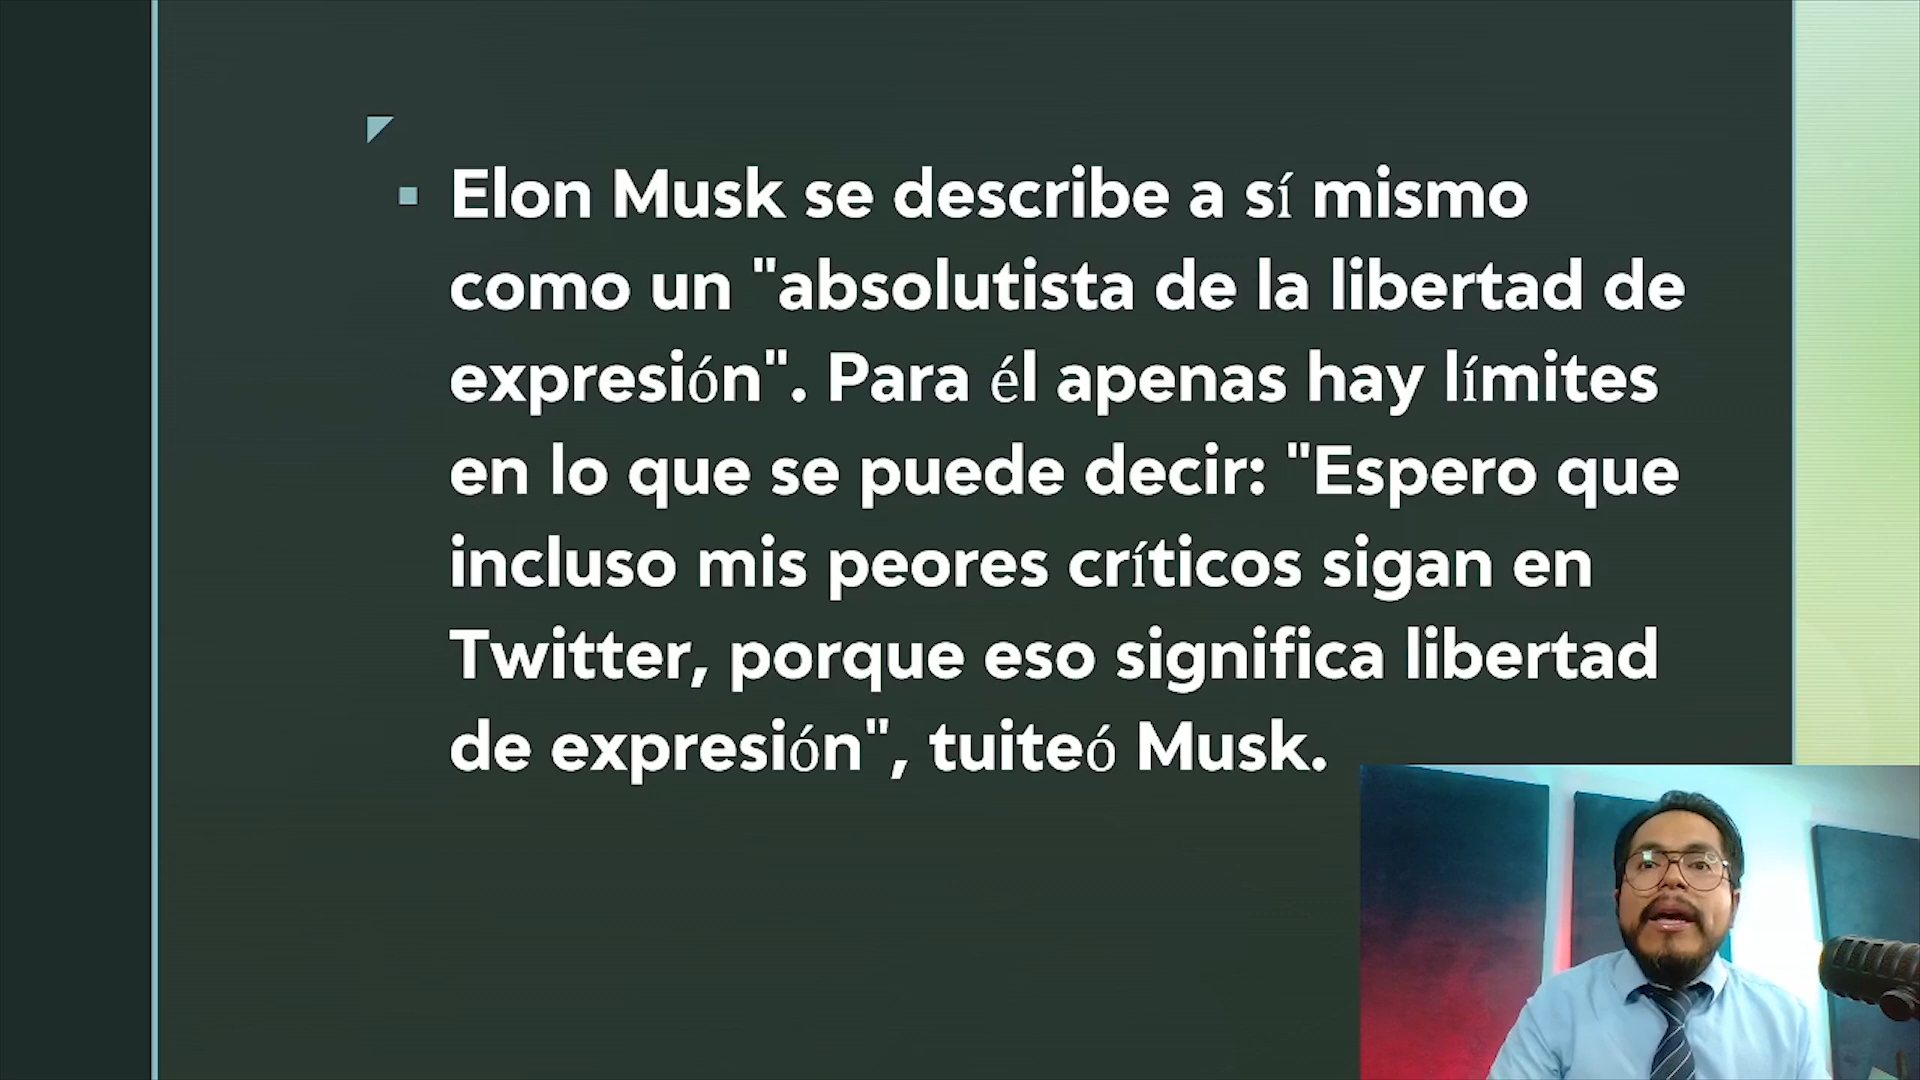 Elon Musk se describe a sí mismo
como un "absolutista de la libertad de
expresión". Para él apenas hay límites
en lo que se puede decir: "Espero que
incluso mis peores críticos sigan en
Twitter, porque eso significa libertad
de expresión", tuiteó Musk.